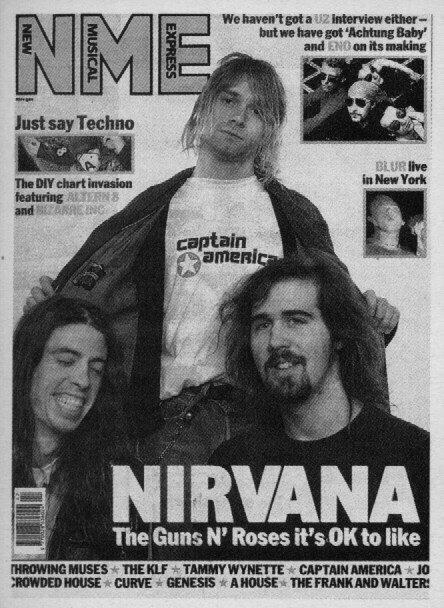 NME
NEW
MUSICAL
EXPRESS
We haven't got a U2 interview either –
but we have got 'Achtung Baby'
and ENO on its making
Just say Techno
The DIY chart invasion
featuring ALTERN 8
and BIZARRE INC
BLUR live
in New York
captain
america
NIRVANA
The Guns N' Roses it's OK to like
THROWING MUSES ★ THE KLF ★ TAMMY WYNETTE ★ CAPTAIN AMERICA ★ JO
CROWDED HOUSE ★ CURVE ★ GENESIS ★ A HOUSE ★ THE FRANK AND WALTERS